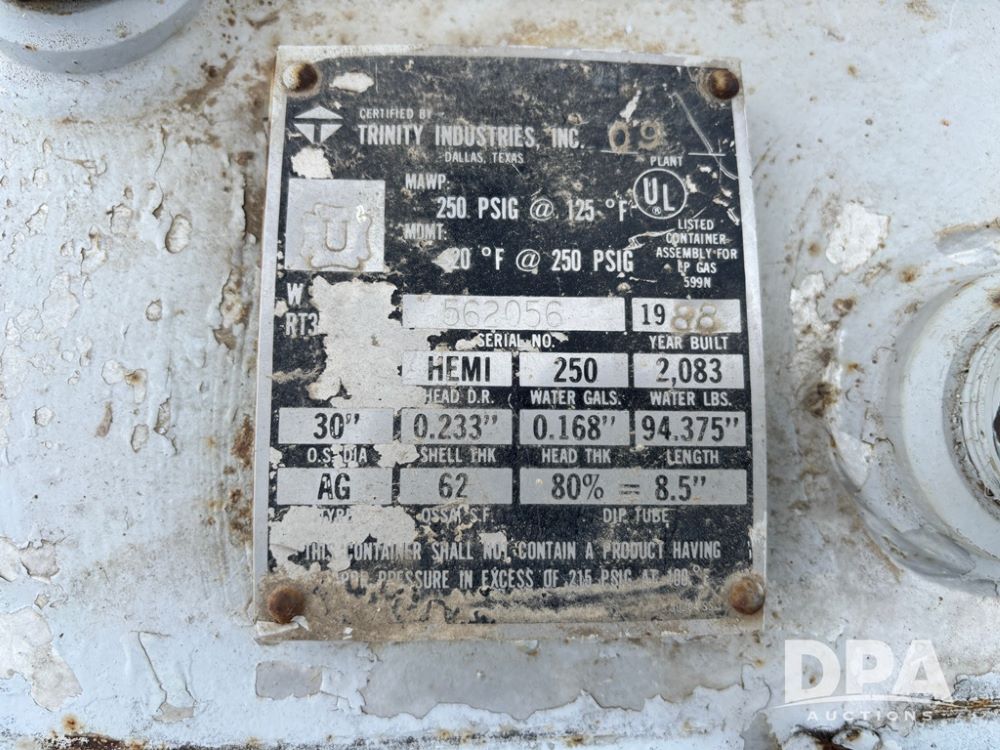 CERTIFIED BY
TRINITY INDUSTRIES, INC. 09
DALLAS, TEXAS
PLANT
MAWP.
250 PSIG @ 125 °F
UL
®
MDMT.
20 °F @ 250 PSIG
LISTED
CONTAINER
ASSEMBLY FOR
LP GAS
599N
U
W
RT3
562056
SERIAL NO.
1988
YEAR BUILT
HEMI
HEAD D.R.
250
WATER GALS.
2,083
WATER LBS.
30"
O.S. DIA
0.233"
SHELL THK
0.168"
HEAD THK
94.375"
LENGTH
AG
TYPE
62
S.F.
80% = 8.5"
DIP TUBE
THIS CONTAINER SHALL NOT CONTAIN A PRODUCT HAVING
PRESSURE IN EXCESS OF 215 PSIG AT 100 °F
DPA
AUCTIONS